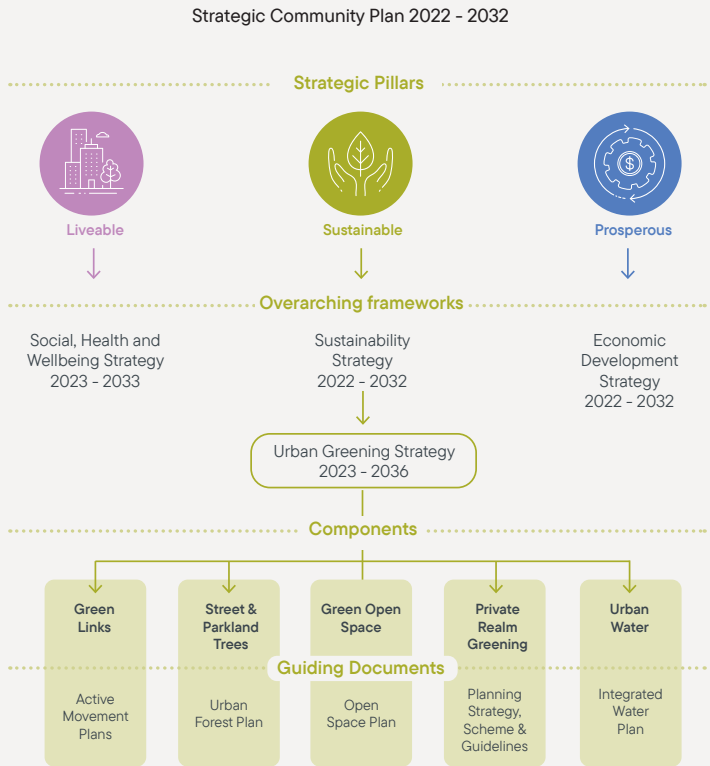 Strategic Community Plan 2022 - 2032
Strategic Pillars
$
Liveable
Sustainable
Prosperous
Overarching frameworks
Social, Health and
Wellbeing Strategy
2023 - 2033
Sustainability
Strategy
2022 - 2032
Economic
Development
Strategy
2022 - 2032
Urban Greening Strategy
2023 - 2036
Components
Green
Links
Street &
Parkland
Trees
Green Open
Space
Private
Realm
Greening
Urban
Water
Guiding Documents
Active
Movement
Plans
Urban
Forest Plan
Open
Space Plan
Planning
Strategy,
Scheme &
Guidelines
Integrated
Water
Plan